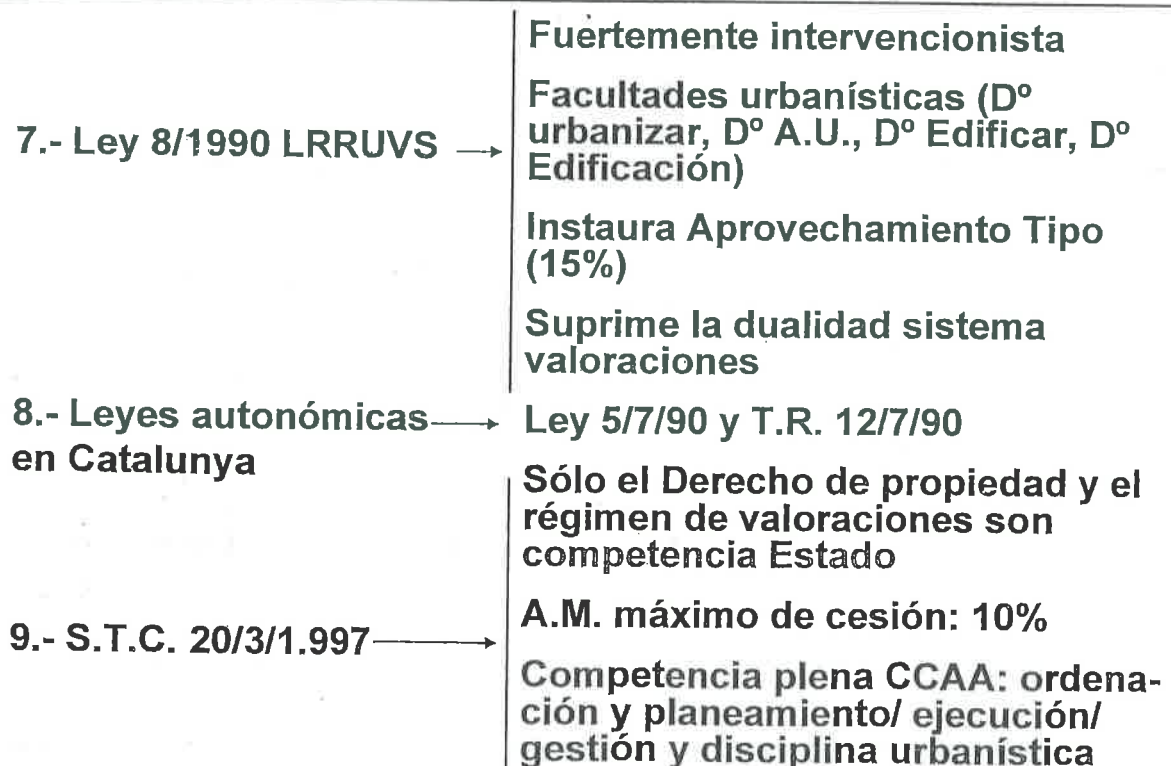 7.- Ley 8/1990 LRRUVS →
Fuertemente intervencionista
Facultades urbanísticas (Dº
urbanizar, Dº A.U., Dº Edificar, Dº
Edificación)
Instaura Aprovechamiento Tipo
(15%)
Suprime la dualidad sistema
valoraciones
8.- Leyes autonómicas → Ley 5/7/90 y T.R. 12/7/90
en Catalunya
9.- S.T.C. 20/3/1.997 →
Sólo el Derecho de propiedad y el
régimen de valoraciones son
competencia Estado
A.M. máximo de cesión: 10%
Competencia plena CCAA: ordena-
ción y planeamiento/ ejecución/
gestión y disciplina urbanística